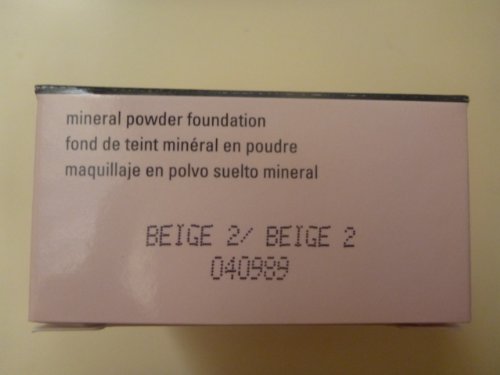 mineral powder foundation
fond de teint minéral en poudre
maquillaje en polvo suelto mineral
BEIGE 2/ BEIGE 2
040989